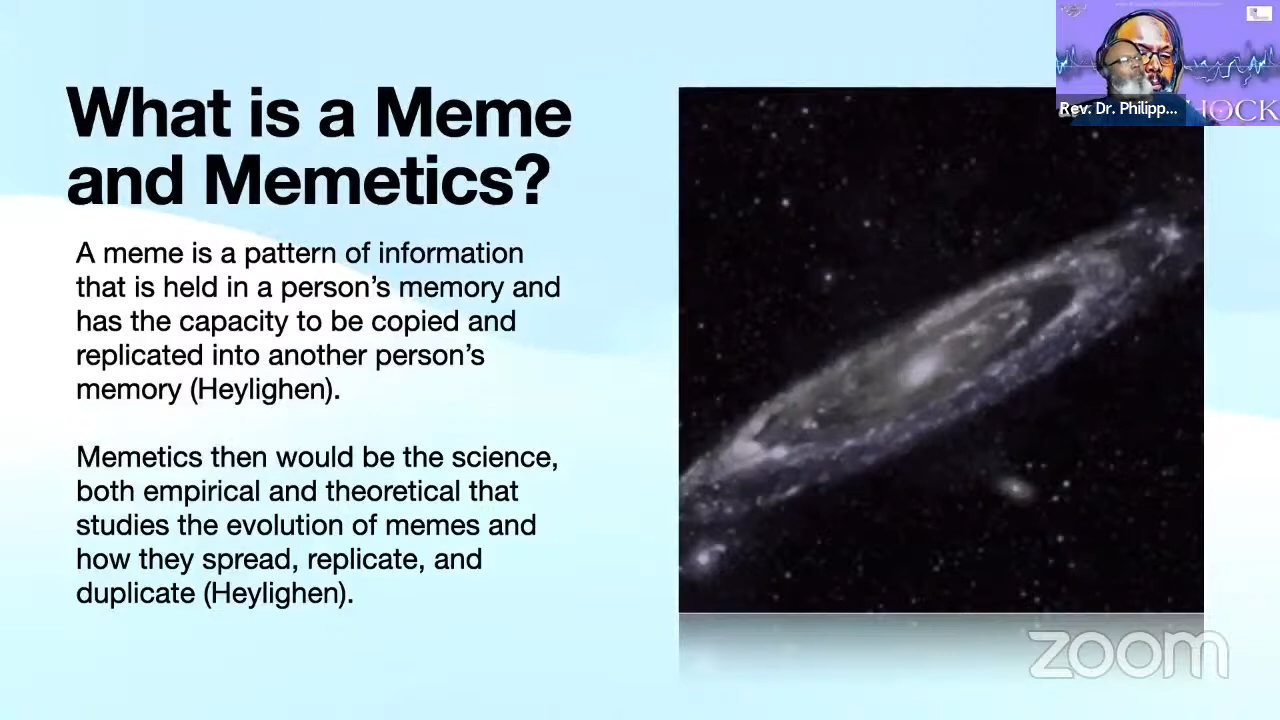 What is a Meme
and Memetics?
A meme is a pattern of information
that is held in a person’s memory and
has the capacity to be copied and
replicated into another person’s
memory (Heylighen).
Memetics then would be the science,
both empirical and theoretical that
studies the evolution of memes and
how they spread, replicate, and
duplicate (Heylighen).
Rev. Dr. Philipp...
HOCK
zoom